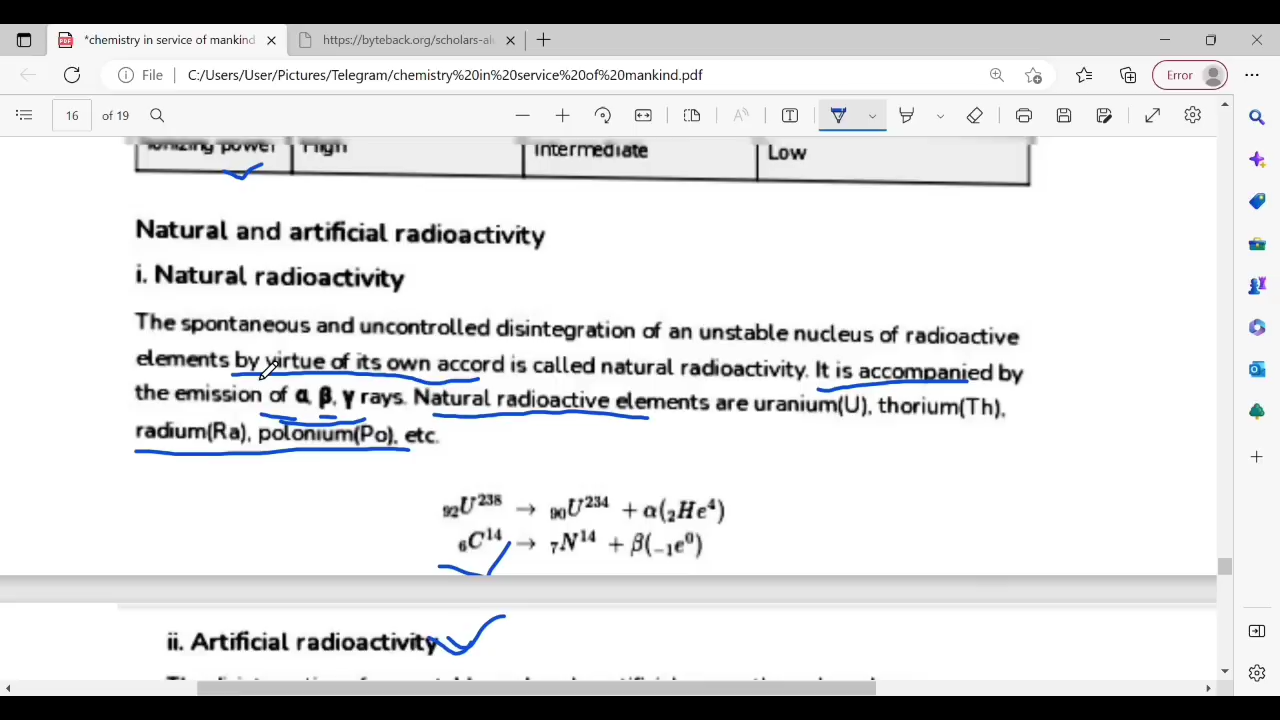 *chemistry in service of mankind
https://byteback.org/scholars-al
File
C:/Users/User/Pictures/Telegram/chemistry%20in%20service%20of%20mankind.pdf
Error
16 of 19
Ionizing power High Intermediate Low
Natural and artificial radioactivity
i. Natural radioactivity
The spontaneous and uncontrolled disintegration of an unstable nucleus of radioactive
elements by virtue of its own accord is called natural radioactivity. It is accompanied by
the emission of α, β, γ rays. Natural radioactive elements are uranium(U), thorium(Th),
radium(Ra), polonium(Po), etc.
₉₂U²³⁸ → ₉₀U²³⁴ + α(₂He⁴)
₆C¹⁴ → ₇N¹⁴ + β(₋₁e⁰)
ii. Artificial radioactivity